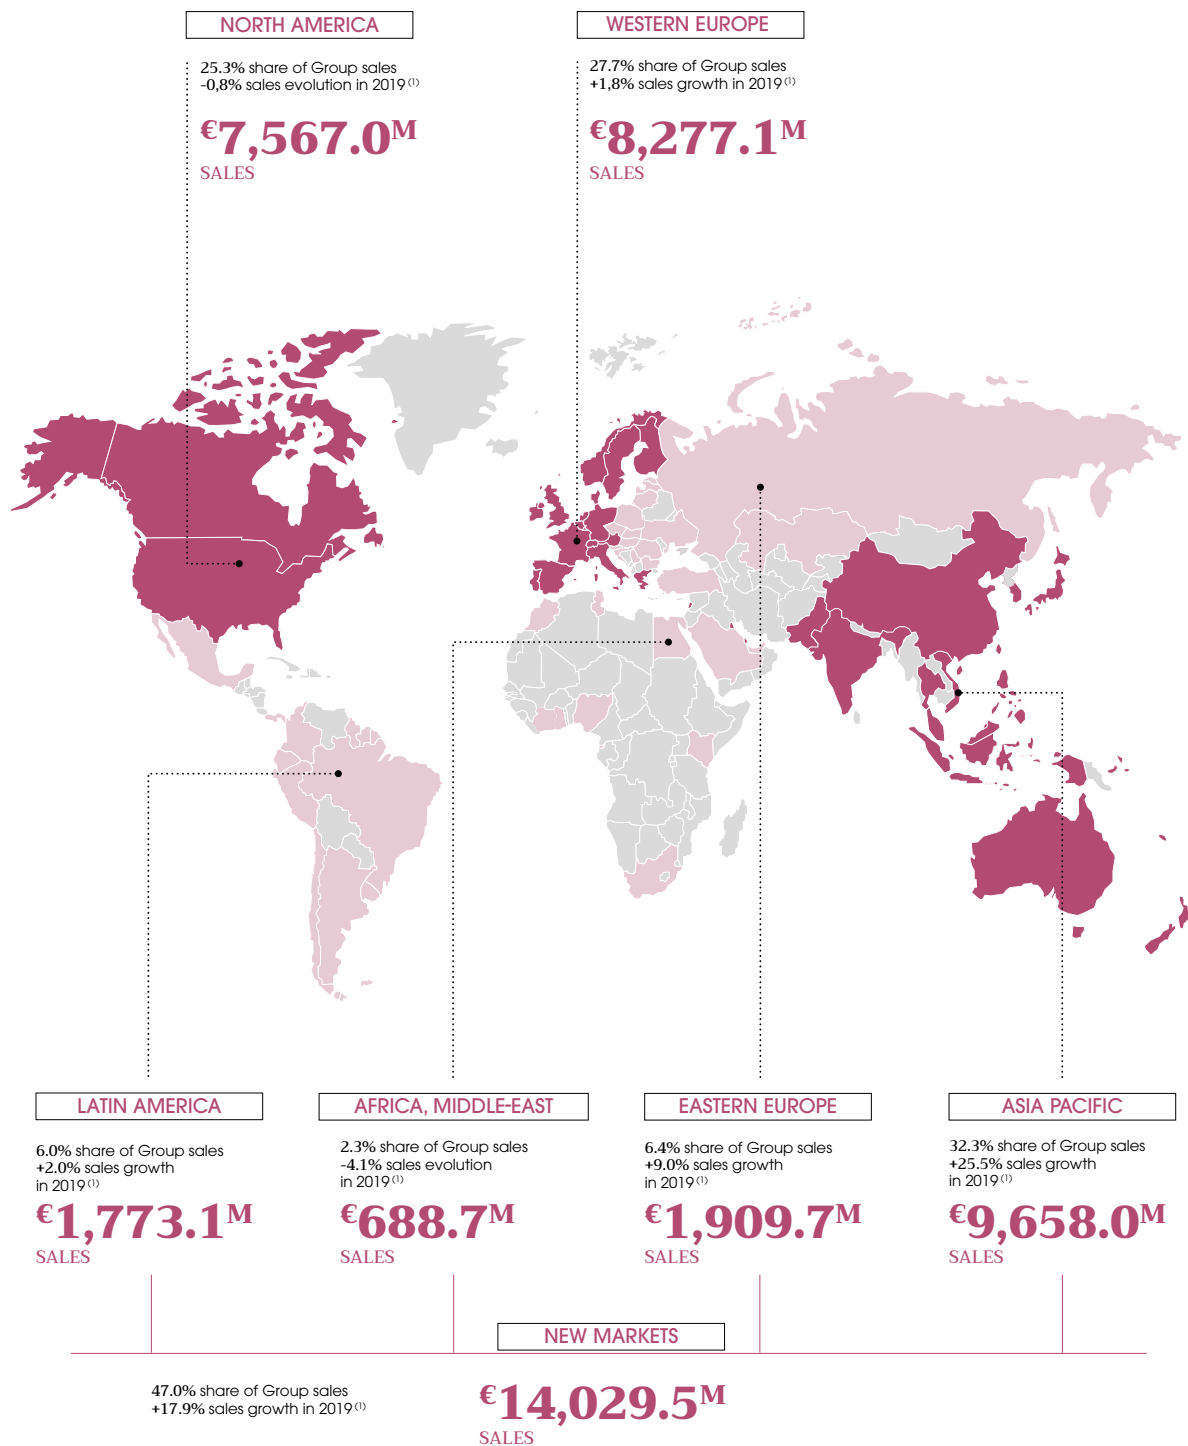 NORTH AMERICA
25.3% share of Group sales
-0,8% sales evolution in 2019 (1)
€7,567.0M
SALES
WESTERN EUROPE
27.7% share of Group sales
+1,8% sales growth in 2019 (1)
€8,277.1M
SALES
LATIN AMERICA
6.0% share of Group sales
+2.0% sales growth
in 2019 (1)
€1,773.1M
SALES
AFRICA, MIDDLE-EAST
2.3% share of Group sales
-4.1% sales evolution
in 2019 (1)
€688.7M
SALES
EASTERN EUROPE
6.4% share of Group sales
+9.0% sales growth
in 2019 (1)
€1,909.7M
SALES
ASIA PACIFIC
32.3% share of Group sales
+25.5% sales growth
in 2019 (1)
€9,658.0M
SALES
NEW MARKETS
47.0% share of Group sales
+17.9% sales growth in 2019 (1)
€14,029.5M
SALES